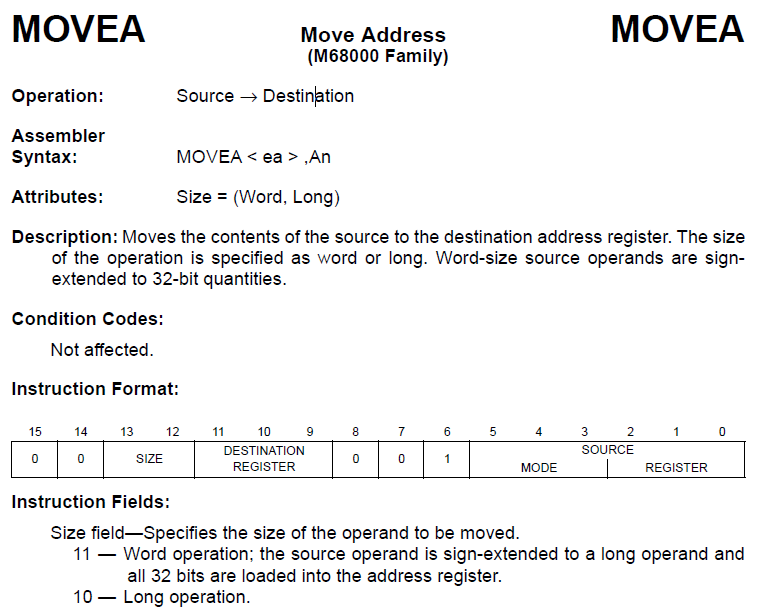 MOVEA Move Address MOVEA
(M68000 Family)
Operation: Source → Destination
Assembler
Syntax: MOVEA < ea > ,An
Attributes: Size = (Word, Long)
Description: Moves the contents of the source to the destination address register. The size
of the operation is specified as word or long. Word-size source operands are sign-
extended to 32-bit quantities.
Condition Codes:
Not affected.
Instruction Format:
15 14 13 12 11 10 9 8 7 6 5 4 3 2 1 0
0 0 SIZE DESTINATION REGISTER 0 0 1 SOURCE
MODE REGISTER
Instruction Fields:
Size field—Specifies the size of the operand to be moved.
11 — Word operation; the source operand is sign-extended to a long operand and
all 32 bits are loaded into the address register.
10 — Long operation.